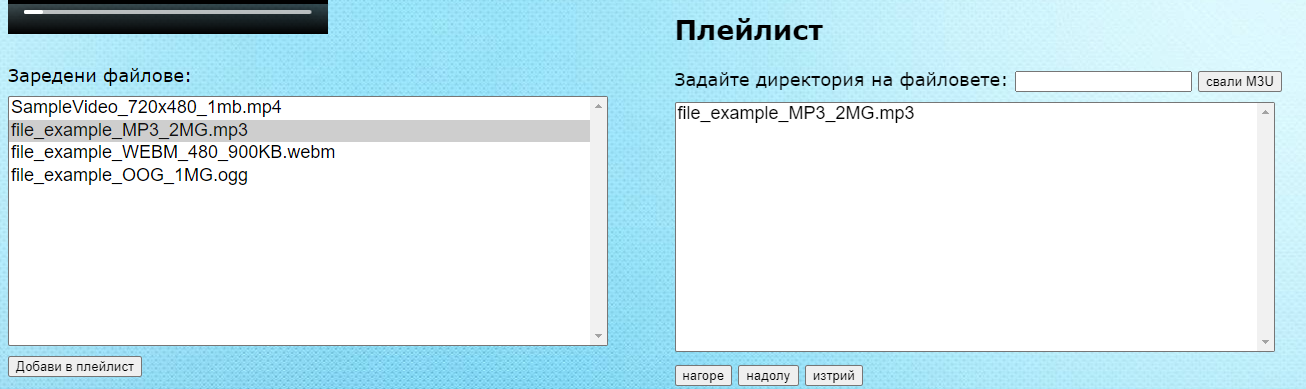 Заредени файлове:
SampleVideo_720x480_1mb.mp4
file_example_MP3_2MG.mp3
file_example_WEBM_480_900KB.webm
file_example_OOG_1MG.ogg
Добави в плейлист
Плейлист
Задайте директория на файловете: свали M3U
file_example_MP3_2MG.mp3
нагоре надолу изтрий